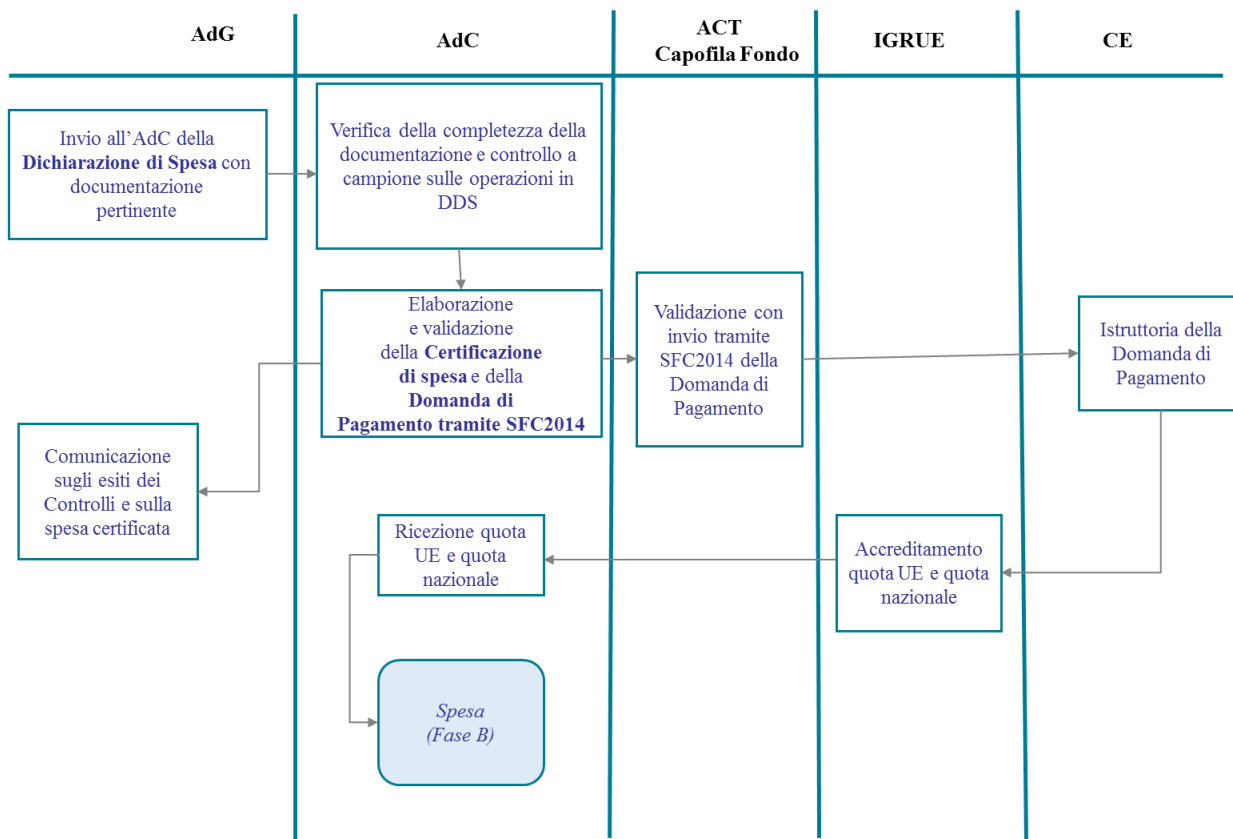 AdG
AdC
ACT
Capofila Fondo
IGRUE
CE
Invio all’AdC della
Dichiarazione di Spesa con
documentazione
pertinente
Verifica della completezza della
documentazione e controllo a
campione sulle operazioni in
DDS
Elaborazione
e validazione
della Certificazione
di spesa e della
Domanda di
Pagamento tramite SFC2014
Validazione con
invio tramite
SFC2014 della
Domanda di
Pagamento
Istruttoria della
Domanda di
Pagamento
Comunicazione
sugli esiti dei
Controlli e sulla
spesa certificata
Ricezione quota
UE e quota
nazionale
Accreditamento
quota UE e quota
nazionale
Spesa
(Fase B)